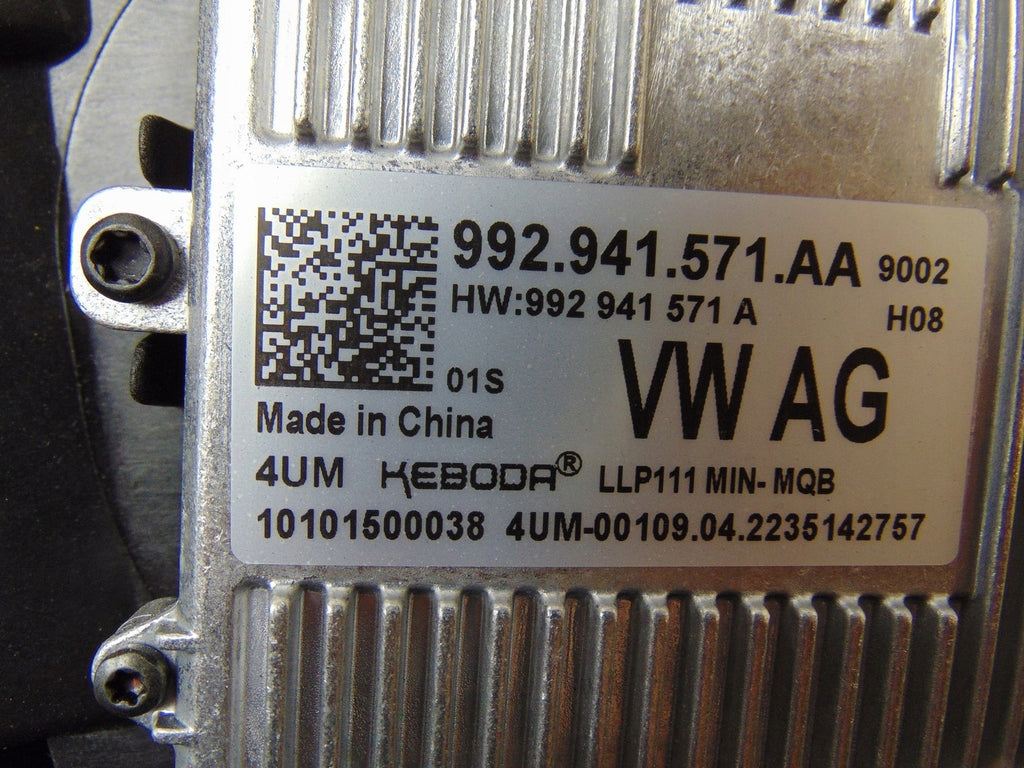 992.941.571.AA 9002
HW:992 941 571 A H08
01S
VW AG
Made in China
4UM KEBODA® LLP111 MIN- MQB
10101500038 4UM-00109.04.2235142757